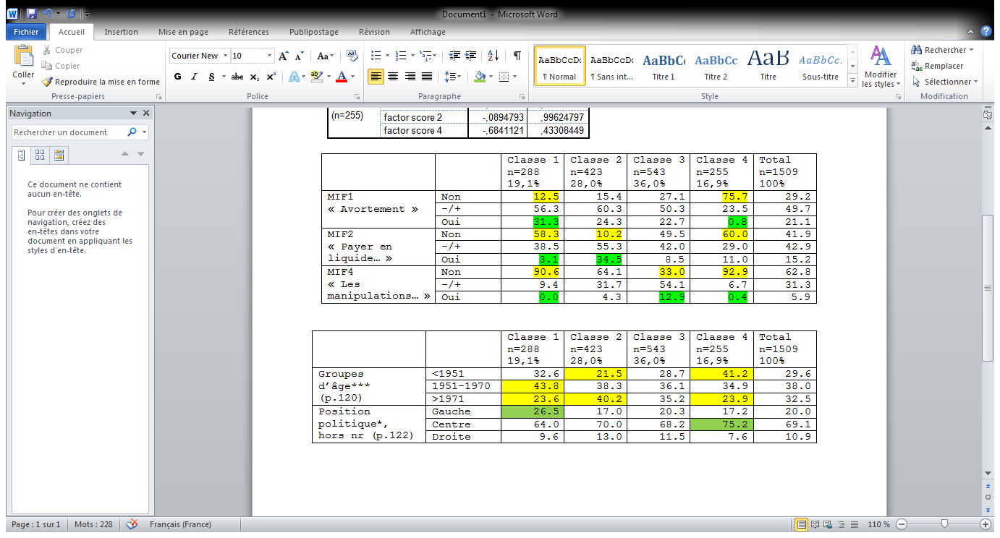 Document1 - Microsoft Word
Fichier Accueil Insertion Mise en page Références Publipostage Révision Affichage
Coller
Couper
Copier
Reproduire la mise en forme
Presse-papiers
Courier New 10
G I S abc x₂ x²
Police
Paragraphe
AaBbCcDc AaBbCcDc AaBbC AaBbCc AaB AaBbCc.
¶ Normal ¶ Sans int... Titre 1 Titre 2 Titre Sous-titre
Style
Modifier
les styles
Rechercher
Remplacer
Sélectionner
Modification
Navigation
Rechercher un document
Ce document ne contient
aucun en-tête.
Pour créer des onglets de
navigation, créez des
en-têtes dans votre
document en appliquant les
styles d'en-tête.
(n=255) factor score 2 -,0894793 ,99624797
factor score 4 -,6841121 ,43308449
Classe 1 Classe 2 Classe 3 Classe 4 Total
n=288 n=423 n=543 n=255 n=1509
19,1% 28,0% 36,0% 16,9% 100%
MIF1 Non 12.5 15.4 27.1 75.7 29.2
« Avortement » -/+ 56.3 60.3 50.3 23.5 49.7
Oui 31.3 24.3 22.7 0.8 21.1
MIF2 Non 58.3 10.2 49.5 60.0 41.9
« Payer en -/+ 38.5 55.3 42.0 29.0 42.9
liquide… » Oui 3.1 34.5 8.5 11.0 15.2
MIF4 Non 90.6 64.1 33.0 92.9 62.8
« Les -/+ 9.4 31.7 54.1 6.7 31.3
manipulations… » Oui 0.0 4.3 12.9 0.4 5.9
Classe 1 Classe 2 Classe 3 Classe 4 Total
n=288 n=423 n=543 n=255 n=1509
19,1% 28,0% 36,0% 16,9% 100%
Groupes <1951 32.6 21.5 28.7 41.2 29.6
d'âge*** 1951-1970 43.8 38.3 36.1 34.9 38.0
(p.120) >1971 23.6 40.2 35.2 23.9 32.5
Position Gauche 26.5 17.0 20.3 17.2 20.0
politique*, Centre 64.0 70.0 68.2 75.2 69.1
hors nr (p.122) Droite 9.6 13.0 11.5 7.6 10.9
Page : 1 sur 1 Mots : 228 Français (France) 110 %